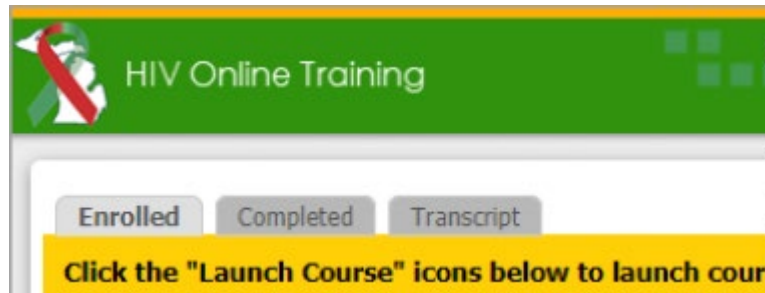 HIV Online Training
Enrolled Completed Transcript
Click the "Launch Course" icons below to launch cour